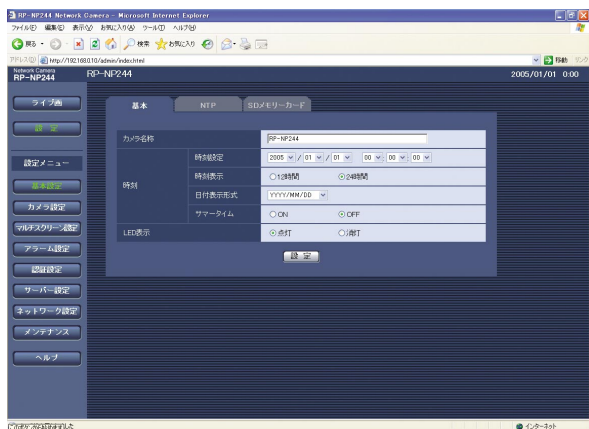 RP-NP244 Network Camera - Microsoft Internet Explorer
ファイル(F) 編集(E) 表示(V) お気に入り(A) ツール(T) ヘルプ(H)
戻る 検索 お気に入り
アドレス(D) http://192.168.0.10/admin/index.html 移動 リンク
Network Camera
RP-NP244
RP-NP244 2005/01/01 0:00
ライブ画
設定
設定メニュー
基本設定
カメラ設定
マルチスクリーン設定
アラーム設定
認証設定
サーバー設定
ネットワーク設定
メンテナンス
ヘルプ
基本 NTP SDメモリーカード
カメラ名称 RP-NP244
時刻
時刻設定 2005 / 01 / 01 00 : 00 : 00
時刻表示 12時間 24時間
日付表示形式 YYYY/MM/DD
サマータイム ON OFF
LED表示 点灯 消灯
設定
インターネット